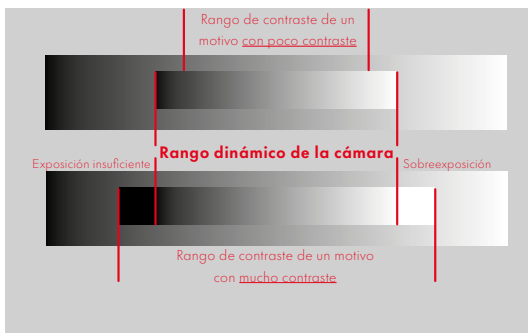 Rango de contraste de un
motivo con poco contraste
Rango dinámico de la cámara
Exposición insuficiente
Sobreexposición
Rango de contraste de un motivo
con mucho contraste